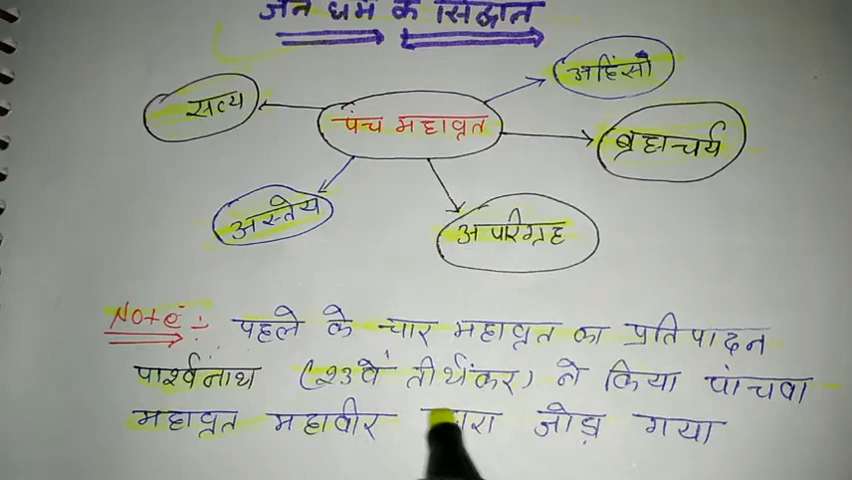 जैन धर्म के सिद्धांत
अहिंसा
सत्य
पंच महाव्रत
ब्रह्मचर्य
अस्तेय
अपरिग्रह
Note :- पहले के चार महाव्रत का प्रतिपादन
पार्श्वनाथ (23वें तीर्थंकर) ने किया पांचवा
महाव्रत महावीर जोड़ा गया